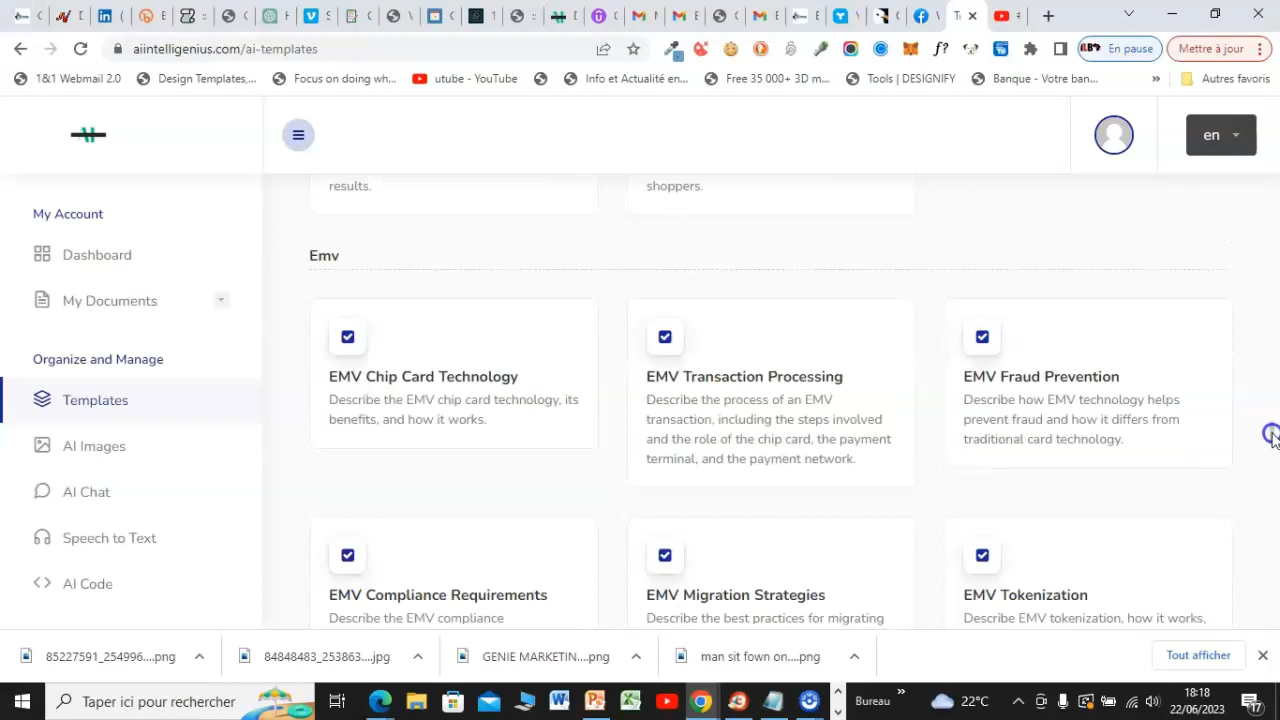 En pause
Mettre à jour
aiintelligenius.com/ai-templates
1&1 Webmail 2.0
Design Templates,...
Focus on doing wh...
utube - YouTube
Info et Actualité en...
Free 35 000+ 3D m...
Tools | DESIGNIFY
Banque - Votre ban...
Autres favoris
en
results.
shoppers.
My Account
Dashboard
My Documents
Organize and Manage
Templates
AI Images
AI Chat
Speech to Text
AI Code
Emv
EMV Chip Card Technology
Describe the EMV chip card technology, its
benefits, and how it works.
EMV Transaction Processing
Describe the process of an EMV
transaction, including the steps involved
and the role of the chip card, the payment
terminal, and the payment network.
EMV Fraud Prevention
Describe how EMV technology helps
prevent fraud and how it differs from
traditional card technology.
EMV Compliance Requirements
Describe the EMV compliance
EMV Migration Strategies
Describe the best practices for migrating
EMV Tokenization
Describe EMV tokenization, how it works,
85227591_254996....png
84848483_253863....jpg
GENIE MARKETIN....png
man sit fown on....png
Tout afficher
Taper ici pour rechercher
Bureau
22°C
18:18
22/06/2023
17